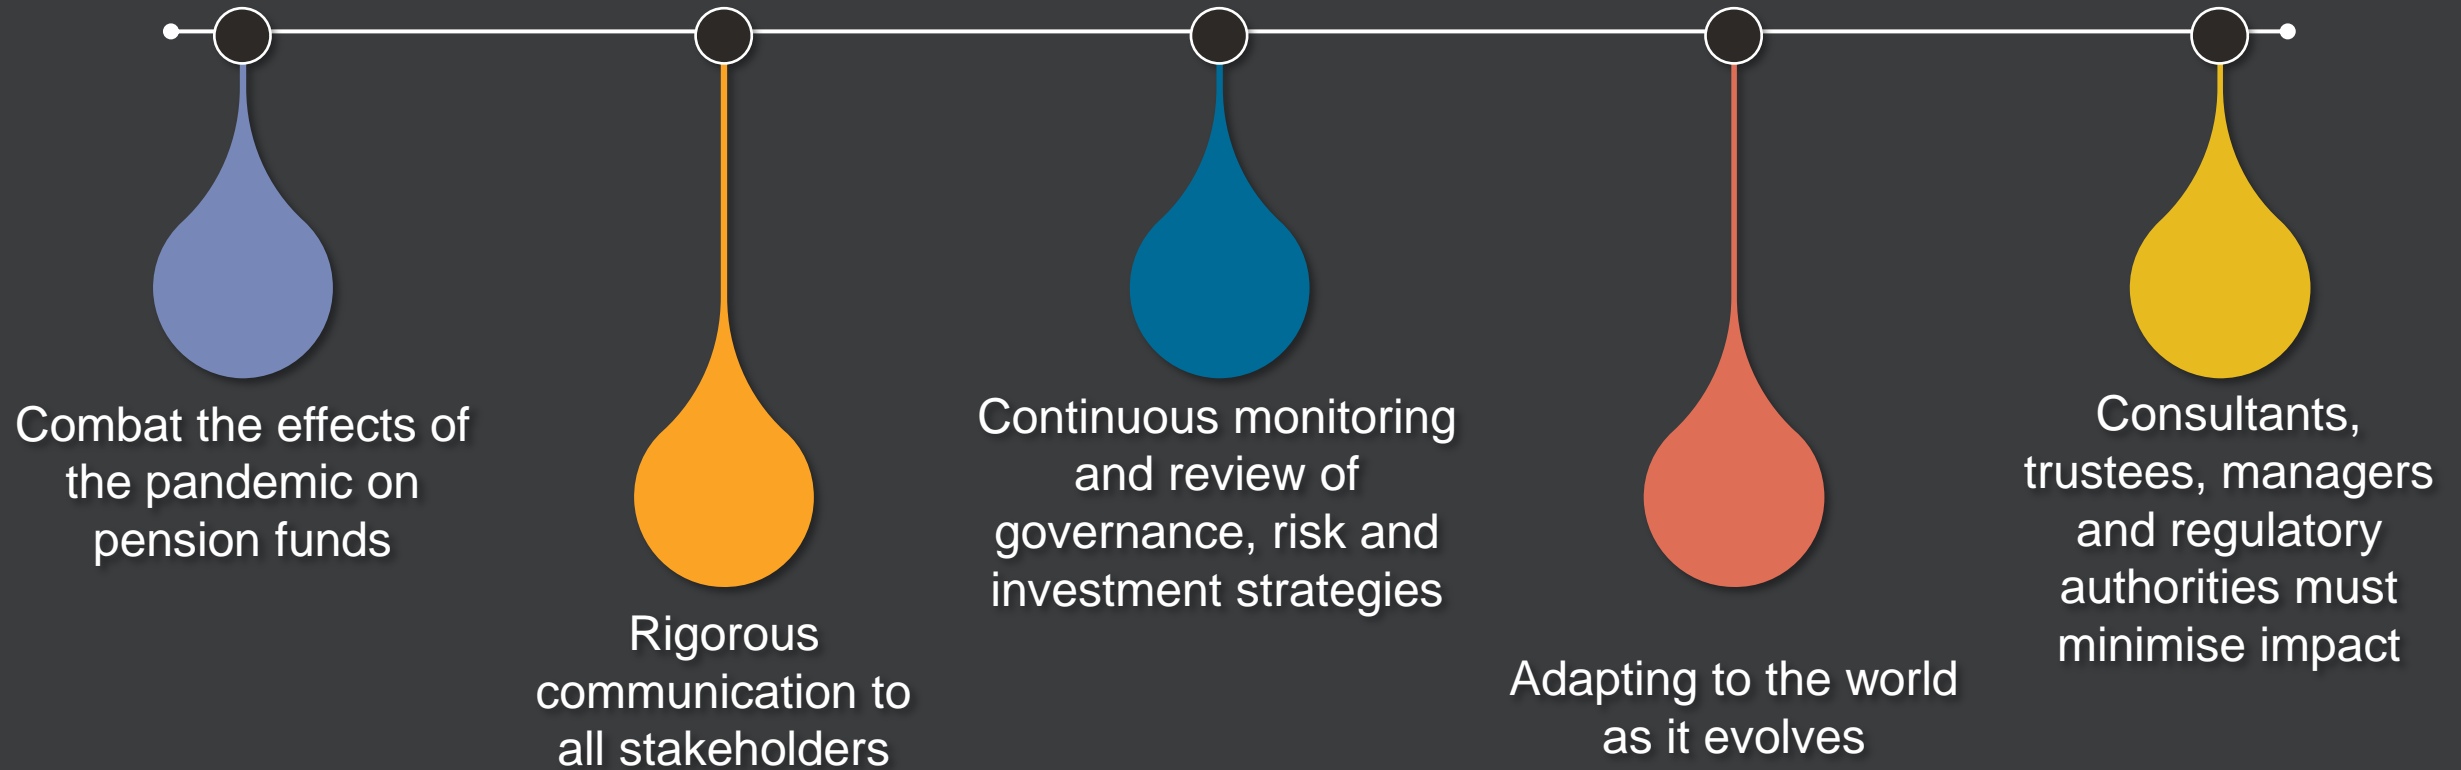 Combat the effects of
the pandemic on
pension funds
Rigorous
communication to
all stakeholders
Continuous monitoring
and review of
governance, risk and
investment strategies
Adapting to the world
as it evolves
Consultants,
trustees, managers
and regulatory
authorities must
minimise impact